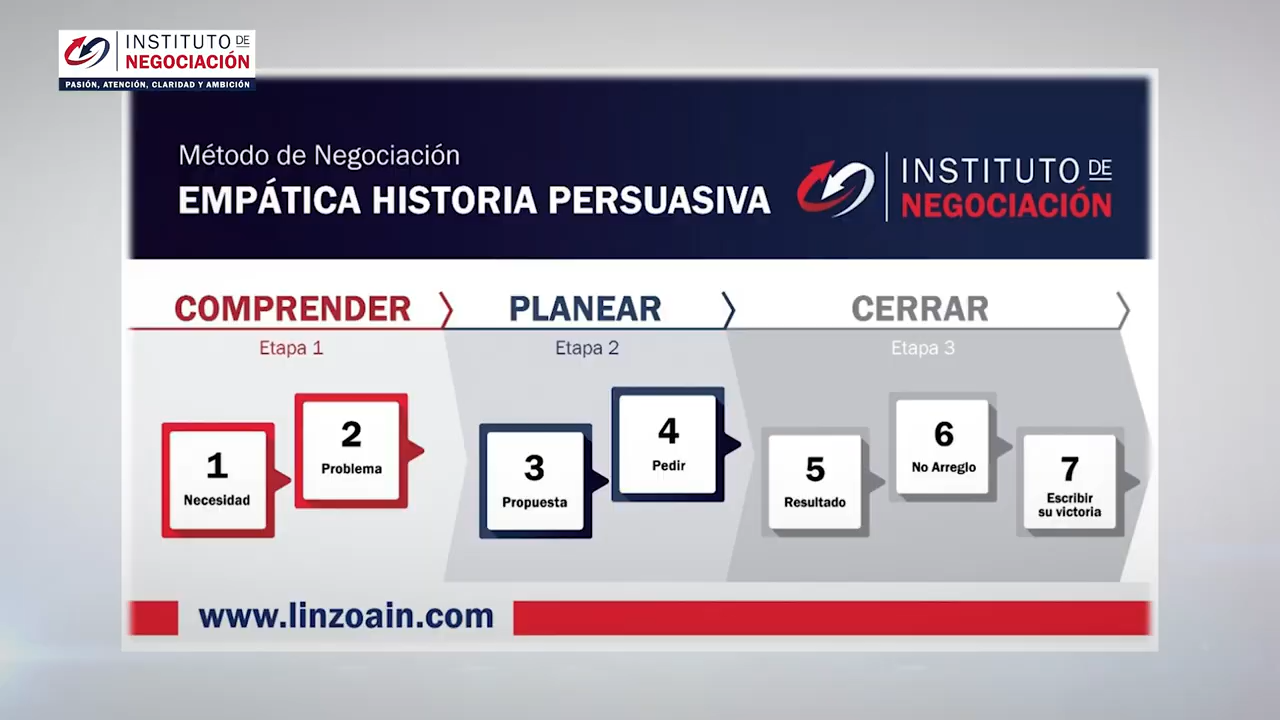 INSTITUTO DE
NEGOCIACIÓN
PASIÓN, ATENCIÓN, CLARIDAD Y AMBICIÓN
Método de Negociación
EMPÁTICA HISTORIA PERSUASIVA
INSTITUTO DE
NEGOCIACIÓN
COMPRENDER
Etapa 1
PLANEAR
Etapa 2
CERRAR
Etapa 3
1
Necesidad
2
Problema
3
Propuesta
4
Pedir
5
Resultado
6
No Arreglo
7
Escribir
su victoria
www.linzoain.com